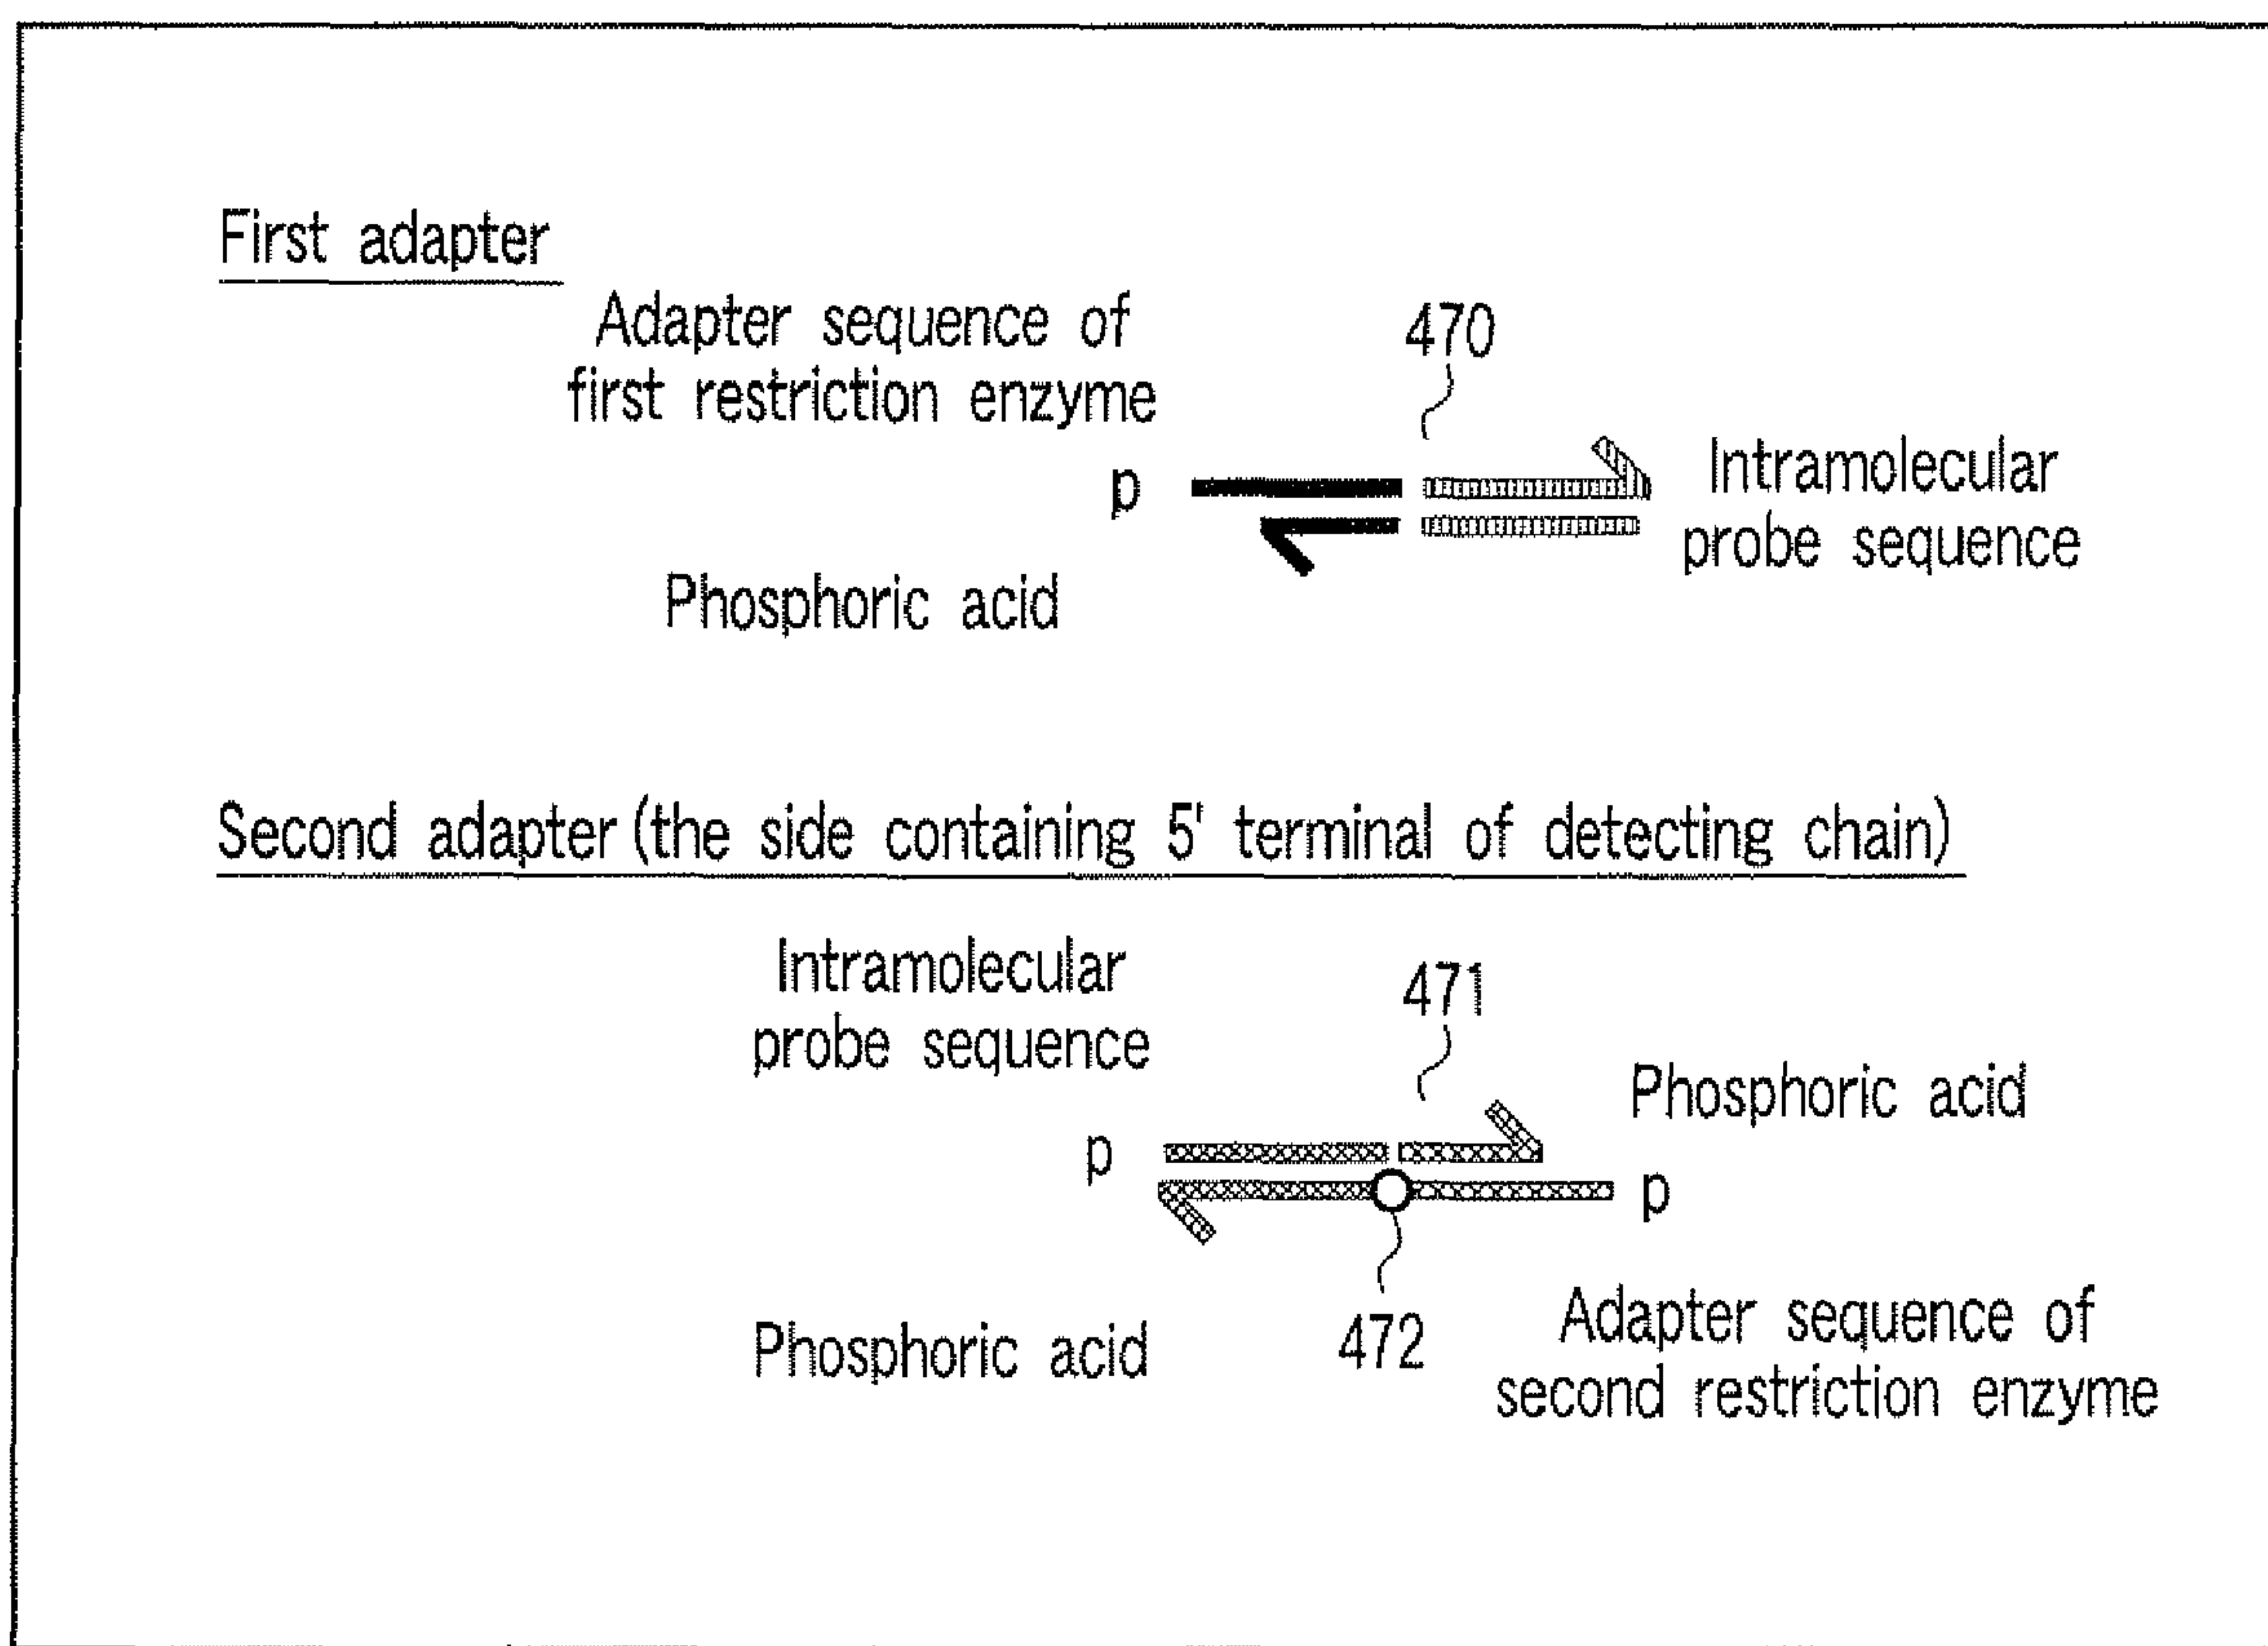 First adapter
Adapter sequence of
first restriction enzyme
470
p
Intramolecular
probe sequence
Phosphoric acid
Second adapter (the side containing 5' terminal of detecting chain)
Intramolecular
probe sequence
471
Phosphoric acid
p
p
Phosphoric acid
472
Adapter sequence of
second restriction enzyme